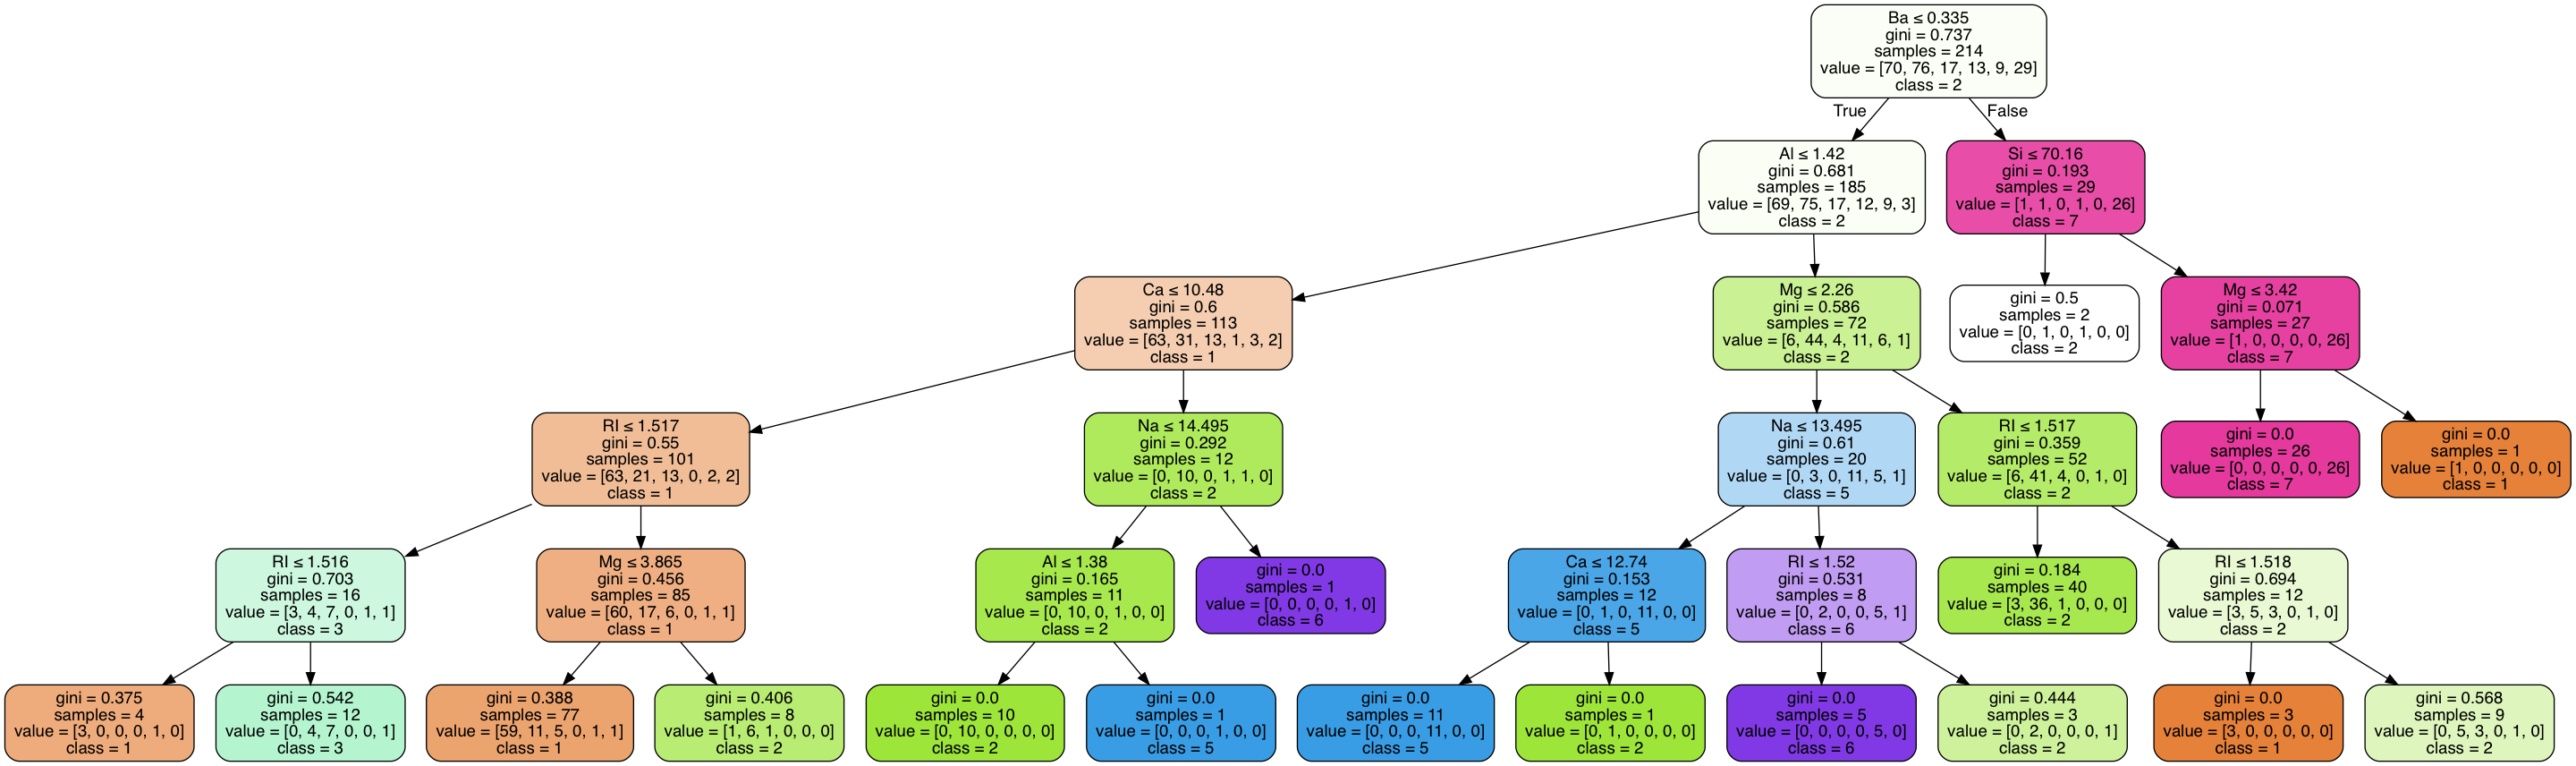 Ba ≤ 0.335
gini = 0.737
samples = 214
value = [70, 76, 17, 13, 9, 29]
class = 2
True
False
Al ≤ 1.42
gini = 0.681
samples = 185
value = [69, 75, 17, 12, 9, 3]
class = 2
Si ≤ 70.16
gini = 0.193
samples = 29
value = [1, 1, 0, 1, 0, 26]
class = 7
Ca ≤ 10.48
gini = 0.6
samples = 113
value = [63, 31, 13, 1, 3, 2]
class = 1
Mg ≤ 2.26
gini = 0.586
samples = 72
value = [6, 44, 4, 11, 6, 1]
class = 2
gini = 0.5
samples = 2
value = [0, 1, 0, 1, 0, 0]
class = 2
Mg ≤ 3.42
gini = 0.071
samples = 27
value = [1, 0, 0, 0, 0, 26]
class = 7
RI ≤ 1.517
gini = 0.55
samples = 101
value = [63, 21, 13, 0, 2, 2]
class = 1
Na ≤ 14.495
gini = 0.292
samples = 12
value = [0, 10, 0, 1, 1, 0]
class = 2
Na ≤ 13.495
gini = 0.61
samples = 20
value = [0, 3, 0, 11, 5, 1]
class = 5
RI ≤ 1.517
gini = 0.359
samples = 52
value = [6, 41, 4, 0, 1, 0]
class = 2
gini = 0.0
samples = 26
value = [0, 0, 0, 0, 0, 26]
class = 7
gini = 0.0
samples = 1
value = [1, 0, 0, 0, 0, 0]
class = 1
RI ≤ 1.516
gini = 0.703
samples = 16
value = [3, 4, 7, 0, 1, 1]
class = 3
Mg ≤ 3.865
gini = 0.456
samples = 85
value = [60, 17, 6, 0, 1, 1]
class = 1
Al ≤ 1.38
gini = 0.165
samples = 11
value = [0, 10, 0, 1, 0, 0]
class = 2
gini = 0.0
samples = 1
value = [0, 0, 0, 0, 1, 0]
class = 6
Ca ≤ 12.74
gini = 0.153
samples = 12
value = [0, 1, 0, 11, 0, 0]
class = 5
RI ≤ 1.52
gini = 0.531
samples = 8
value = [0, 2, 0, 0, 5, 1]
class = 6
gini = 0.184
samples = 40
value = [3, 36, 1, 0, 0, 0]
class = 2
RI ≤ 1.518
gini = 0.694
samples = 12
value = [3, 5, 3, 0, 1, 0]
class = 2
gini = 0.375
samples = 4
value = [3, 0, 0, 0, 1, 0]
class = 1
gini = 0.542
samples = 12
value = [0, 4, 7, 0, 0, 1]
class = 3
gini = 0.388
samples = 77
value = [59, 11, 5, 0, 1, 1]
class = 1
gini = 0.406
samples = 8
value = [1, 6, 1, 0, 0, 0]
class = 2
gini = 0.0
samples = 10
value = [0, 10, 0, 0, 0, 0]
class = 2
gini = 0.0
samples = 1
value = [0, 0, 0, 1, 0, 0]
class = 5
gini = 0.0
samples = 11
value = [0, 0, 0, 11, 0, 0]
class = 5
gini = 0.0
samples = 1
value = [0, 1, 0, 0, 0, 0]
class = 2
gini = 0.0
samples = 5
value = [0, 0, 0, 0, 5, 0]
class = 6
gini = 0.444
samples = 3
value = [0, 2, 0, 0, 0, 1]
class = 2
gini = 0.0
samples = 3
value = [3, 0, 0, 0, 0, 0]
class = 1
gini = 0.568
samples = 9
value = [0, 5, 3, 0, 1, 0]
class = 2